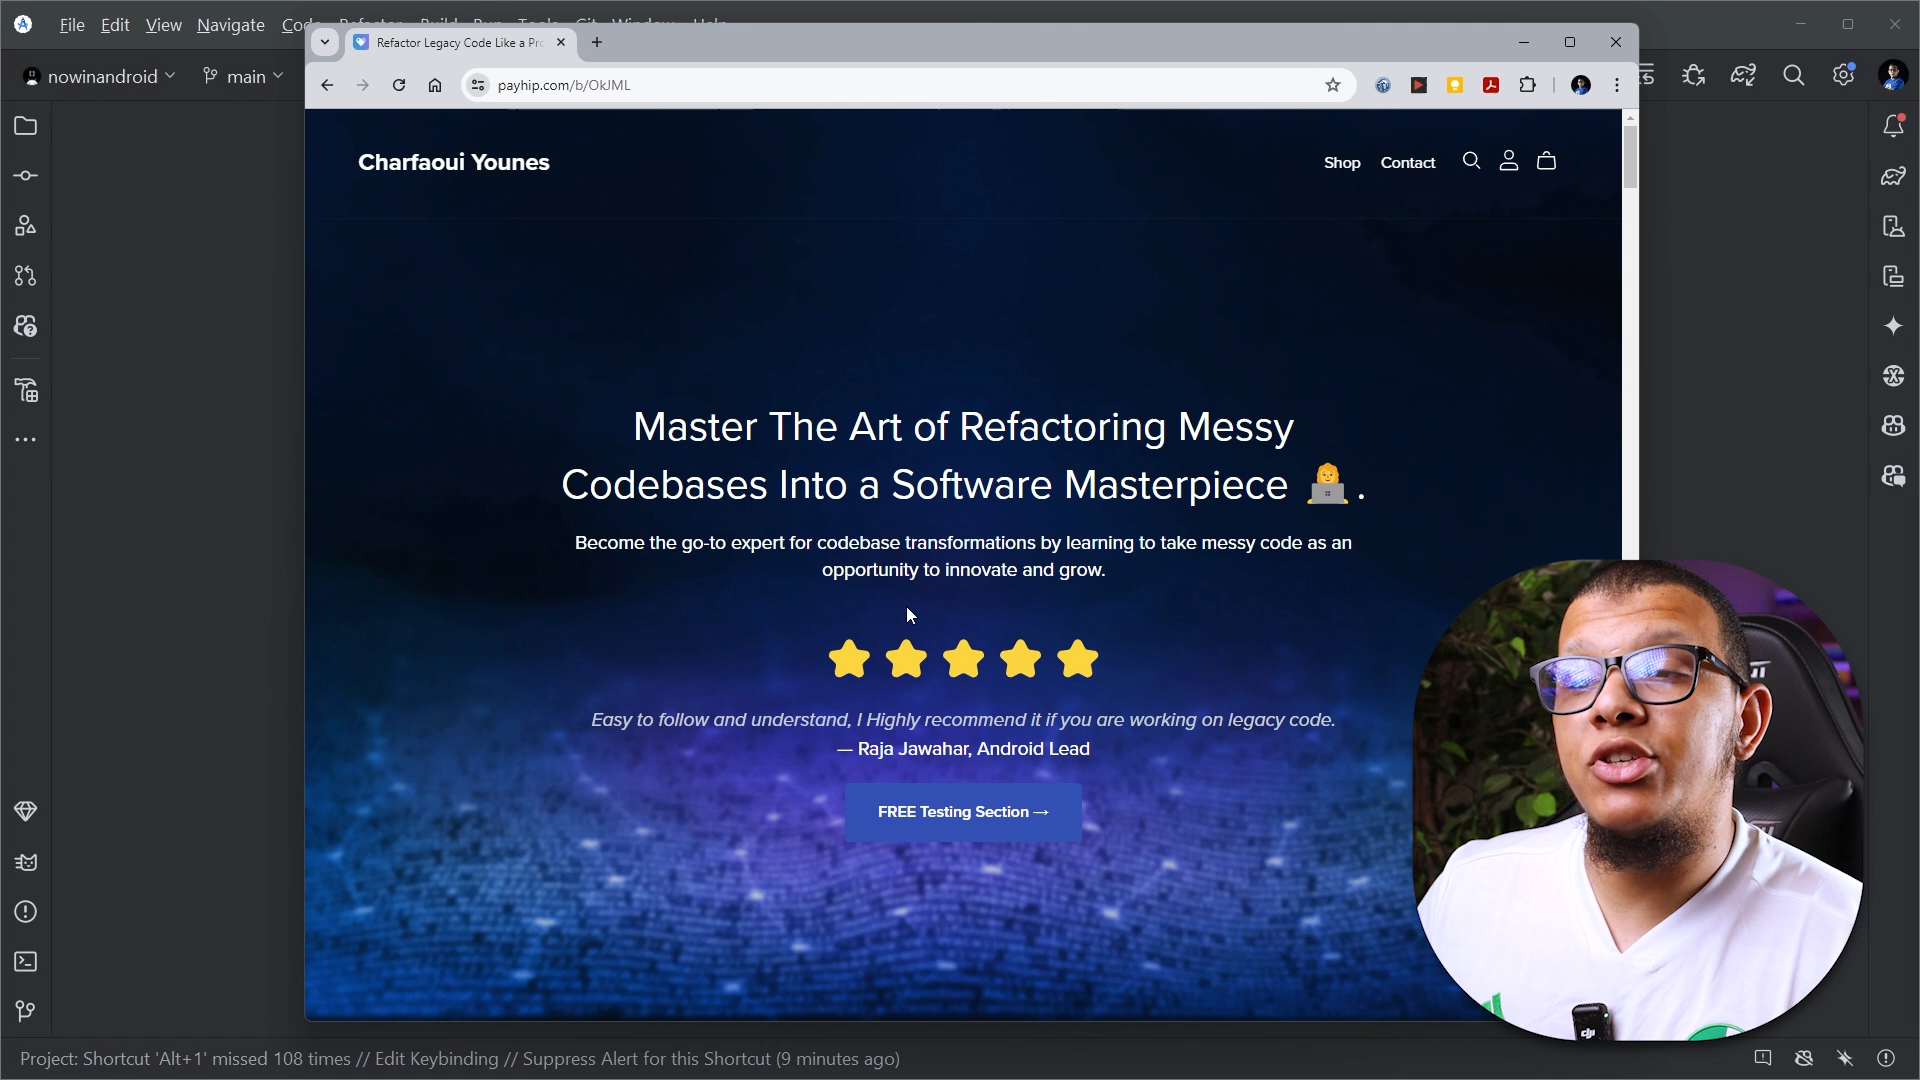 File Edit View Navigate
nowinandroid main
Refactor Legacy Code Like a Pro
payhip.com/b/OkJML
Charfaoui Younes
Shop Contact
Master The Art of Refactoring Messy
Codebases Into a Software Masterpiece 🧑‍💻.
Become the go-to expert for codebase transformations by learning to take messy code as an
opportunity to innovate and grow.
Easy to follow and understand, I Highly recommend it if you are working on legacy code.
— Raja Jawahar, Android Lead
FREE Testing Section →
dji
Project: Shortcut 'Alt+1' missed 108 times // Edit Keybinding // Suppress Alert for this Shortcut (9 minutes ago)